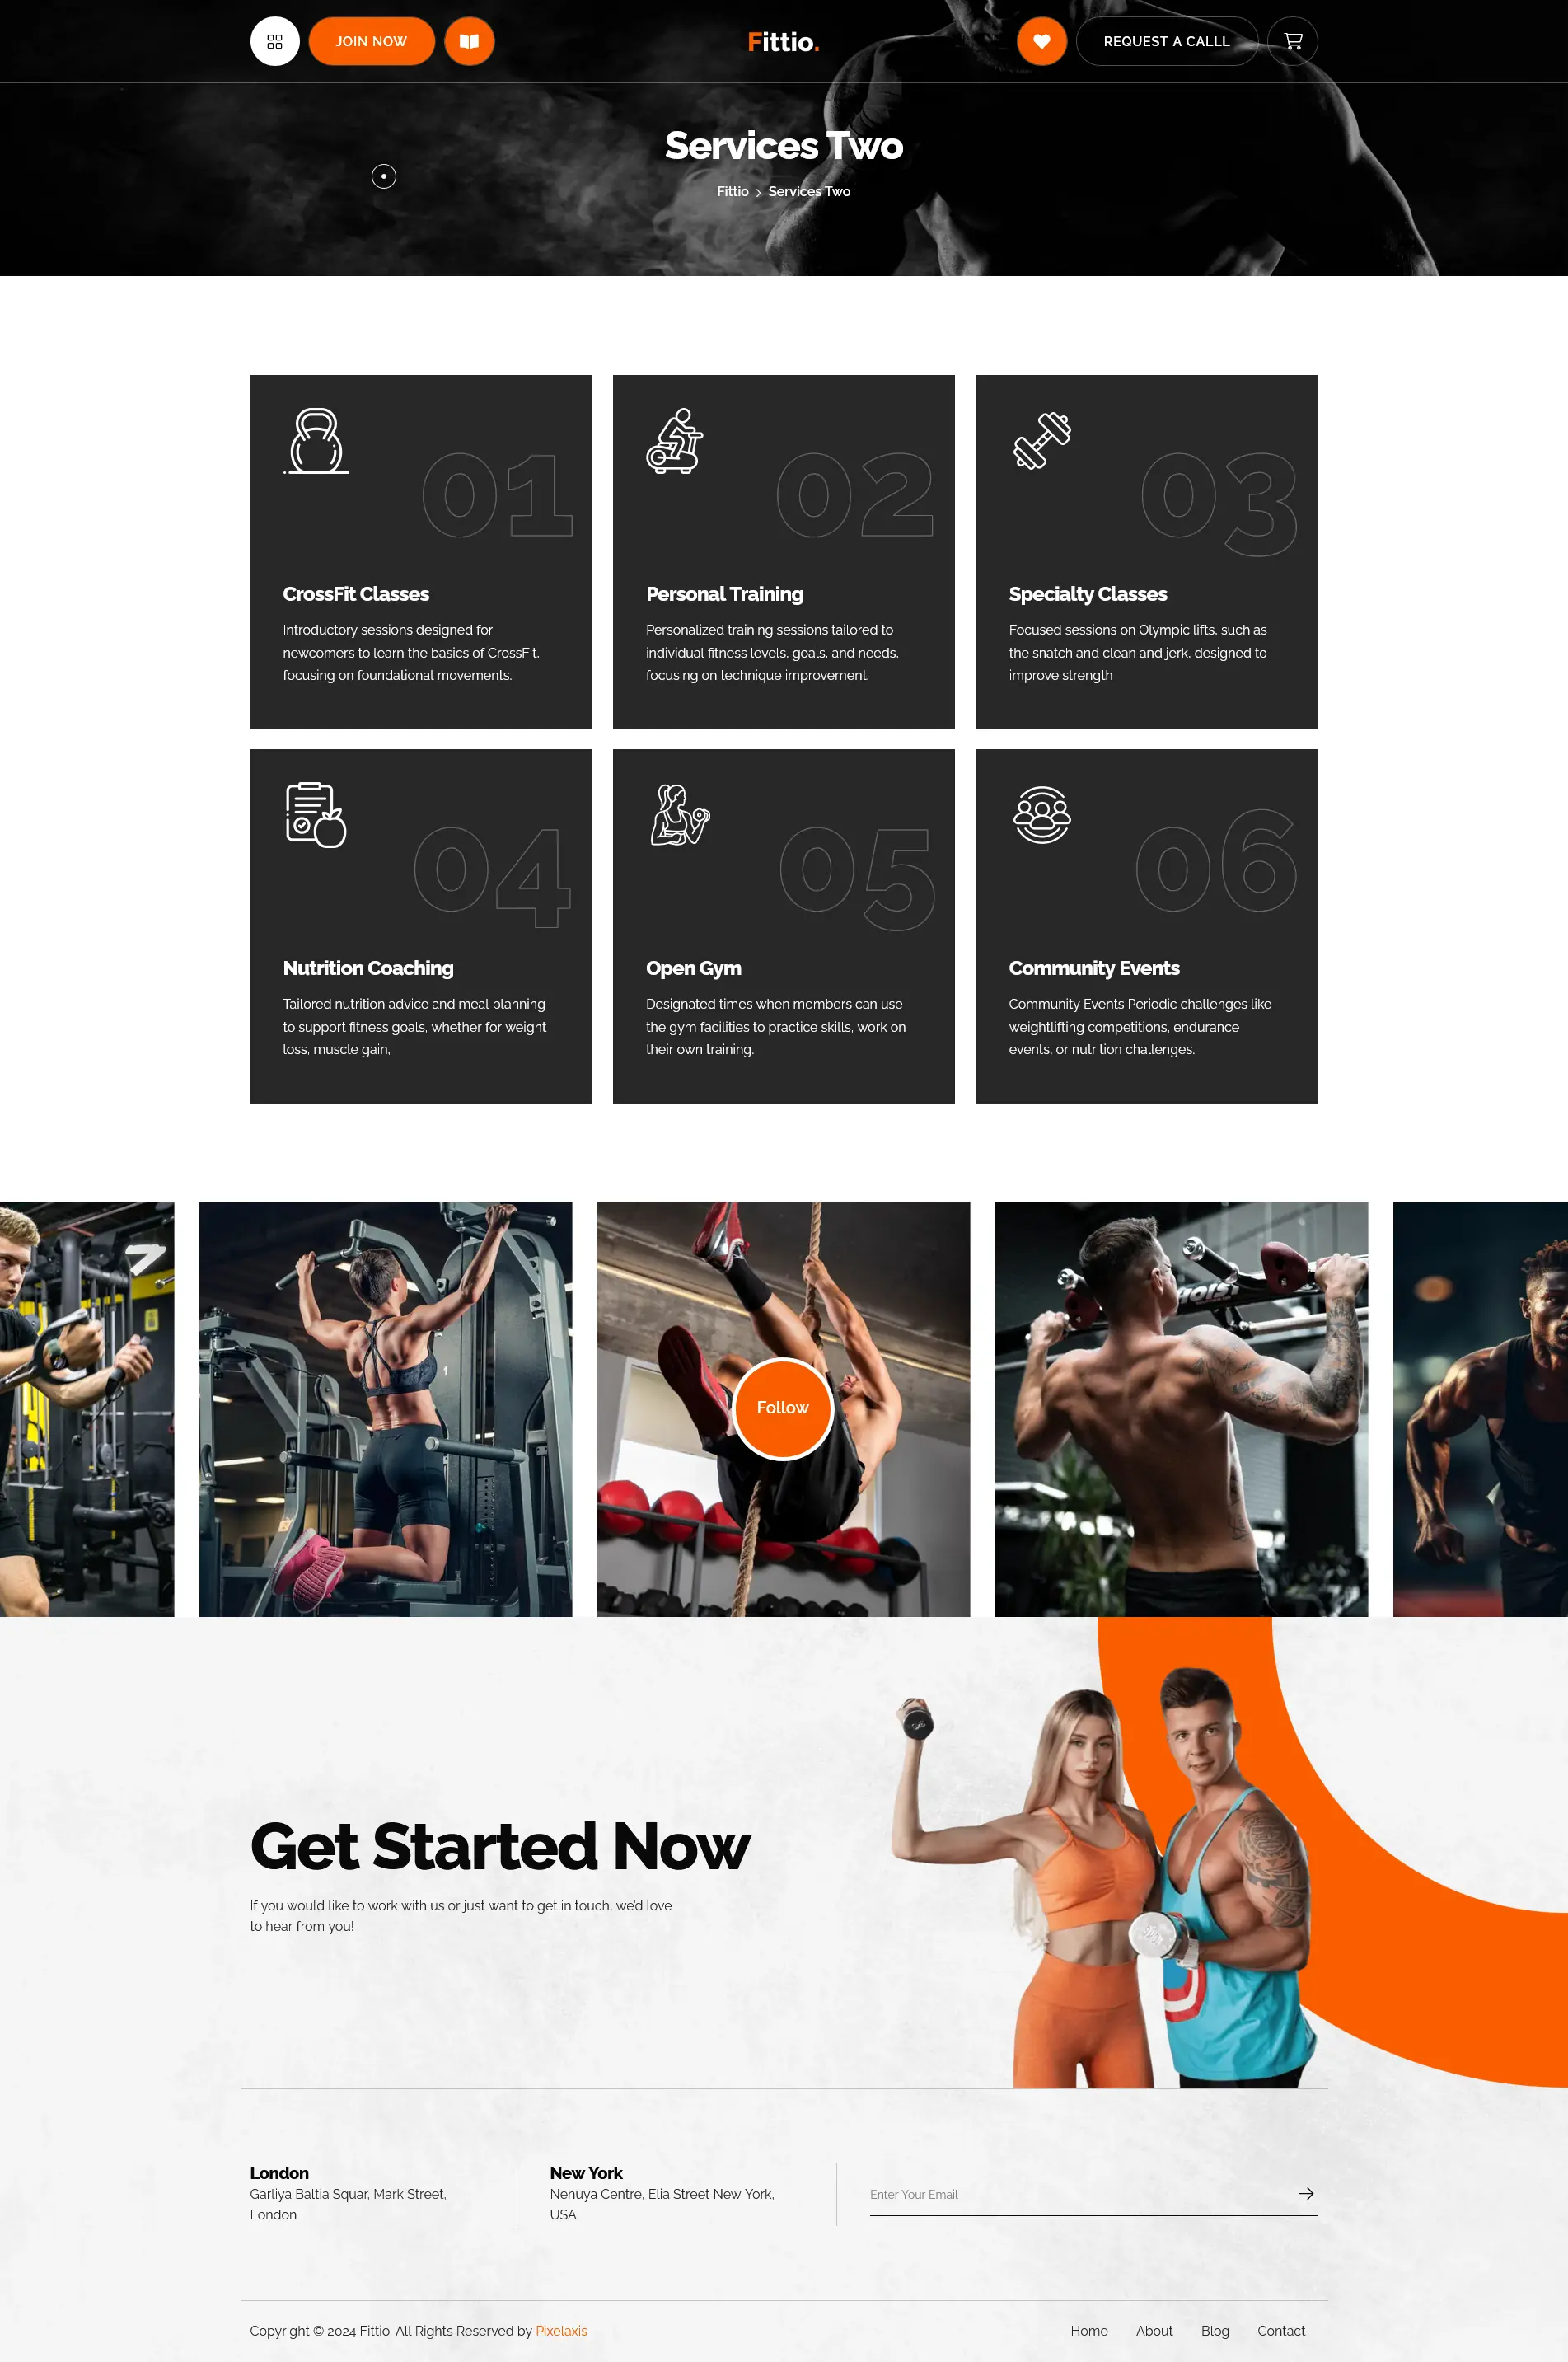 JOIN NOW
Fittio.
REQUEST A CALLL
Services Two
Fittio > Services Two
01
02
03
CrossFit Classes
Introductory sessions designed for
newcomers to learn the basics of CrossFit,
focusing on foundational movements.
Personal Training
Personalized training sessions tailored to
individual fitness levels, goals, and needs,
focusing on technique improvement.
Specialty Classes
Focused sessions on Olympic lifts, such as
the snatch and clean and jerk, designed to
improve strength
04
05
06
Nutrition Coaching
Tailored nutrition advice and meal planning
to support fitness goals, whether for weight
loss, muscle gain,
Open Gym
Designated times when members can use
the gym facilities to practice skills, work on
their own training.
Community Events
Community Events Periodic challenges like
weightlifting competitions, endurance
events, or nutrition challenges.
HOIST
Follow
Get Started Now
If you would like to work with us or just want to get in touch, we'd love
to hear from you!
London
Garliya Baltia Squar, Mark Street,
London
New York
Nenuya Centre, Elia Street New York,
USA
Enter Your Email
Copyright © 2024 Fittio. All Rights Reserved by Pixelaxis
Home
About
Blog
Contact